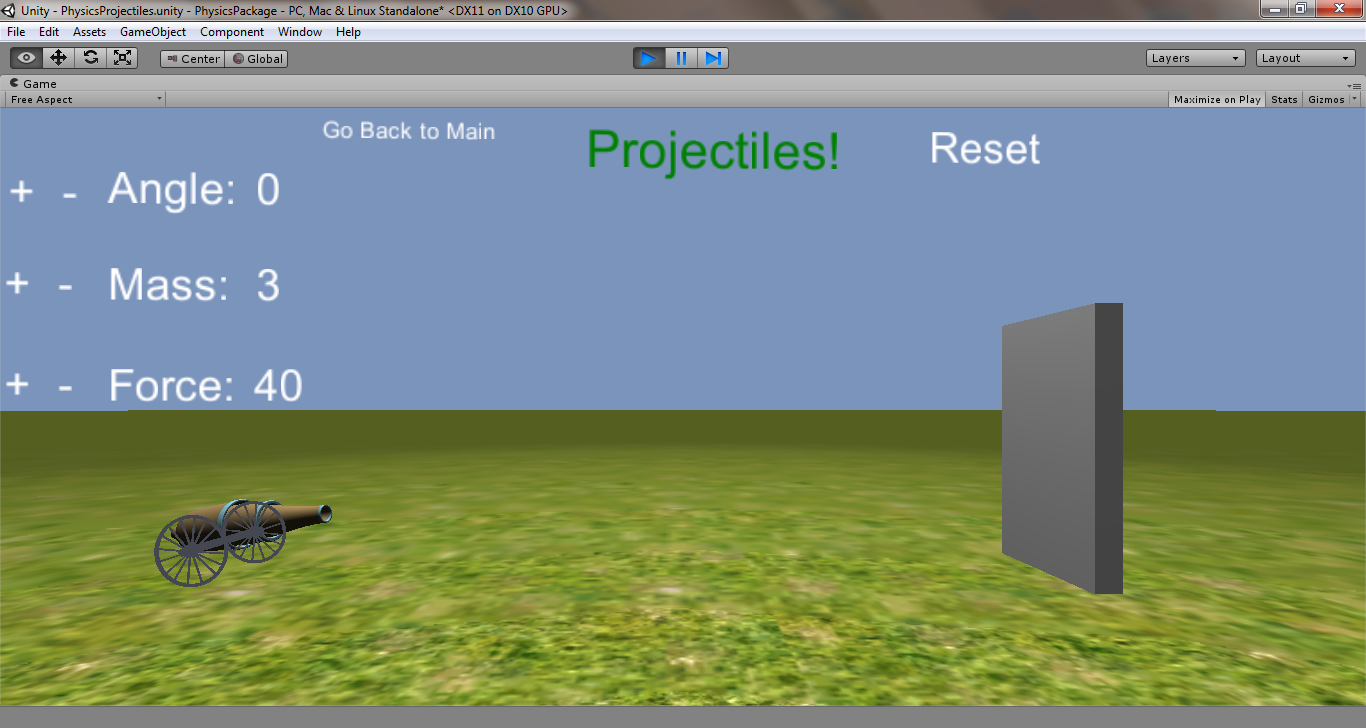 Unity - PhysicsProjectiles.unity - PhysicsPackage - PC, Mac & Linux Standalone* <DX11 on DX10 GPU>
File Edit Assets GameObject Component Window Help
Center Global Layers Layout
Game
Free Aspect Maximize on Play Stats Gizmos
Go Back to Main Projectiles! Reset
+ - Angle: 0
+ - Mass: 3
+ - Force: 40